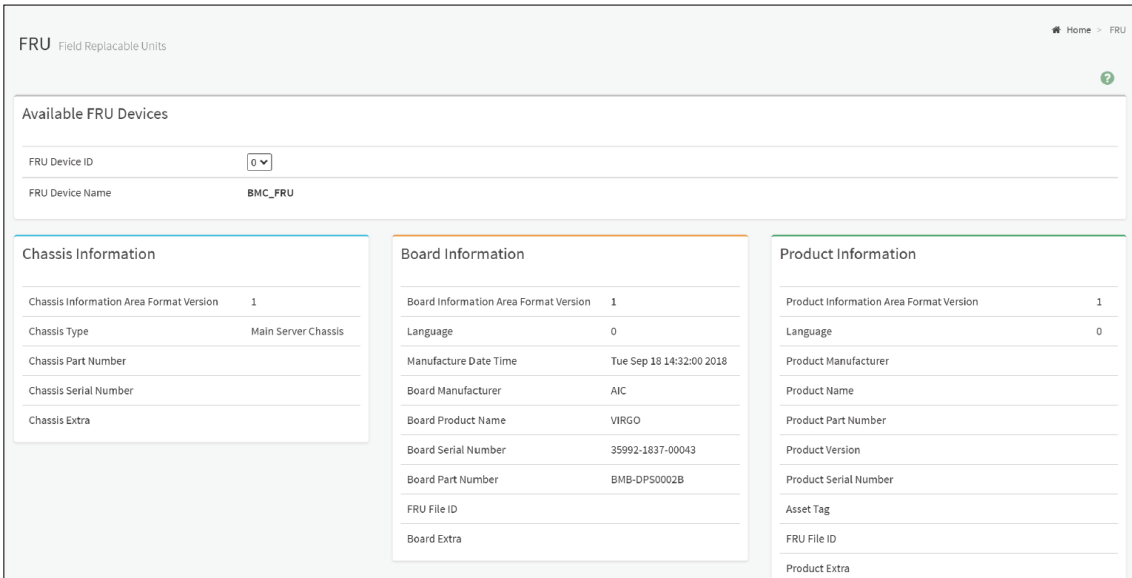 Home > FRU
FRU Field Replacable Units
Available FRU Devices
FRU Device ID 0
FRU Device Name BMC_FRU
Chassis Information
Chassis Information Area Format Version 1
Chassis Type Main Server Chassis
Chassis Part Number
Chassis Serial Number
Chassis Extra
Board Information
Board Information Area Format Version 1
Language 0
Manufacture Date Time Tue Sep 18 14:32:00 2018
Board Manufacturer AIC
Board Product Name VIRGO
Board Serial Number 35992-1837-00043
Board Part Number BMB-DPS0002B
FRU File ID
Board Extra
Product Information
Product Information Area Format Version 1
Language 0
Product Manufacturer
Product Name
Product Part Number
Product Version
Product Serial Number
Asset Tag
FRU File ID
Product Extra